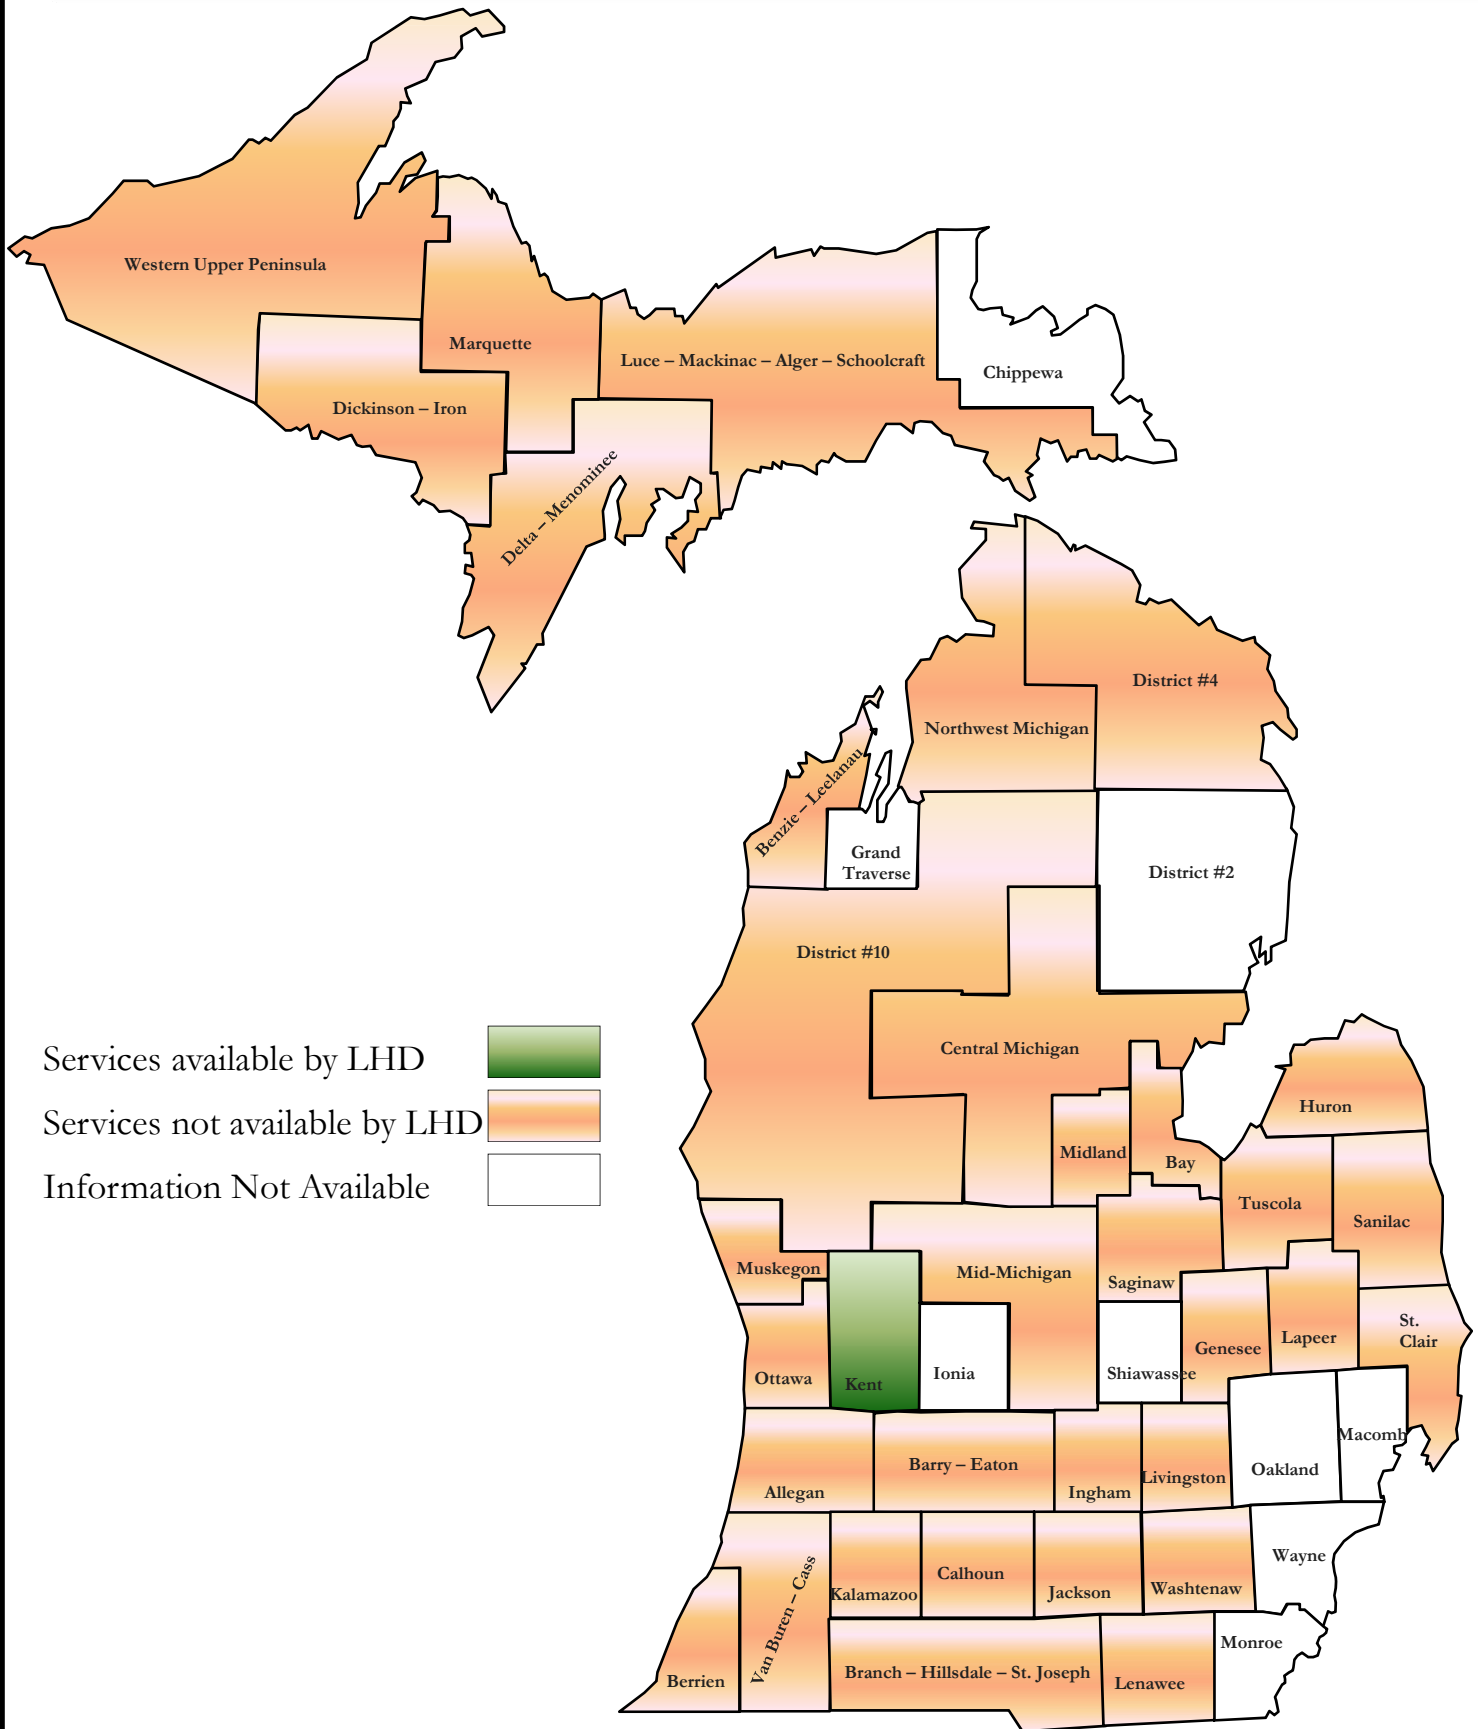 Western Upper Peninsula
Marquette
Luce – Mackinac – Alger – Schoolcraft
Chippewa
Dickinson – Iron
Delta – Menominee
District #4
Northwest Michigan
Benzie – Leelanau
Grand
Traverse
District #2
District #10
Central Michigan
Services available by LHD
Services not available by LHD
Information Not Available
Huron
Midland
Bay
Tuscola
Sanilac
Muskegon
Mid-Michigan
Saginaw
St.
Clair
Lapeer
Genesee
Ottawa
Kent
Ionia
Shiawassee
Macomb
Oakland
Barry – Eaton
Allegan
Ingham
Livingston
Wayne
Van Buren – Cass
Kalamazoo
Calhoun
Jackson
Washtenaw
Monroe
Berrien
Branch – Hillsdale – St. Joseph
Lenawee